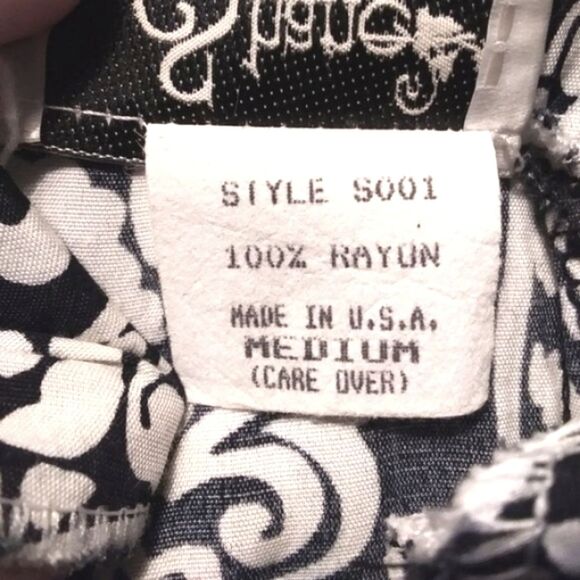 STYLE S001
100% RAYON
MADE IN U.S.A.
MEDIUM
(CARE OVER)